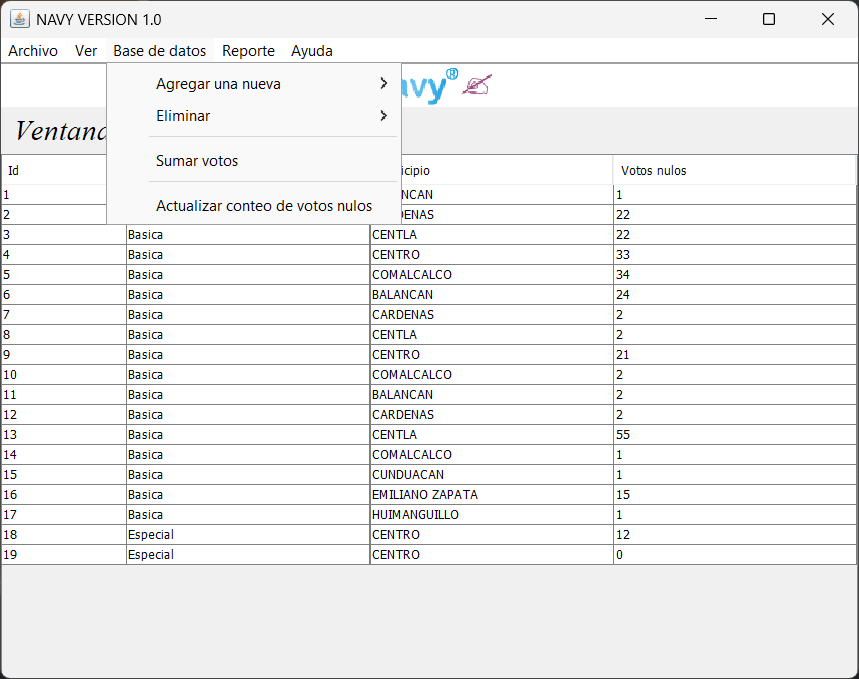 NAVY VERSION 1.0
Archivo Ver Base de datos Reporte Ayuda
Agregar una nueva
Eliminar
Sumar votos
Actualizar conteo de votos nulos
avy®
Ventana
Id icipio Votos nulos
1 NCAN 1
2 DENAS 22
3 Basica CENTLA 22
4 Basica CENTRO 33
5 Basica COMALCALCO 34
6 Basica BALANCAN 24
7 Basica CARDENAS 2
8 Basica CENTLA 2
9 Basica CENTRO 21
10 Basica COMALCALCO 2
11 Basica BALANCAN 2
12 Basica CARDENAS 2
13 Basica CENTLA 55
14 Basica COMALCALCO 1
15 Basica CUNDUACAN 1
16 Basica EMILIANO ZAPATA 15
17 Basica HUIMANGUILLO 1
18 Especial CENTRO 12
19 Especial CENTRO 0